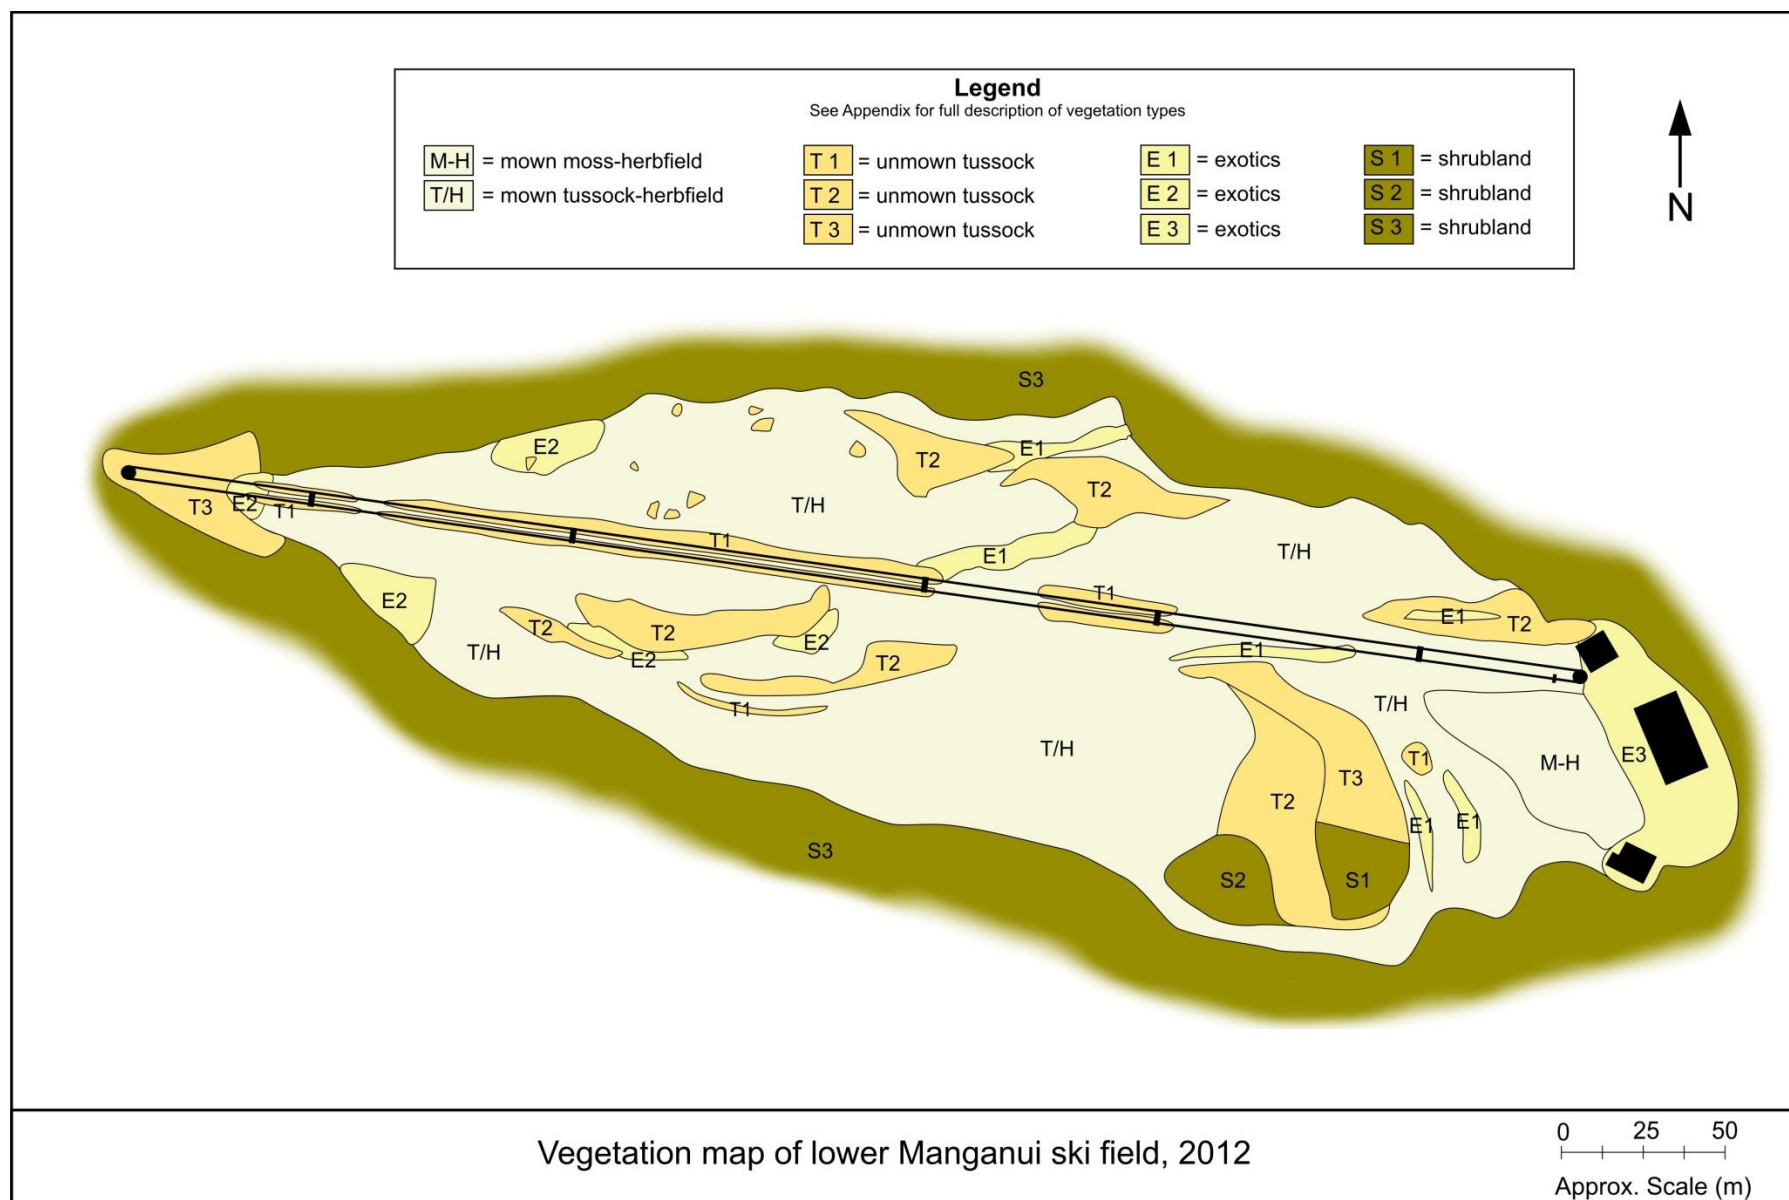 Legend
See Appendix for full description of vegetation types
M-H = mown moss-herbfield
T/H = mown tussock-herbfield
T 1 = unmown tussock
T 2 = unmown tussock
T 3 = unmown tussock
E 1 = exotics
E 2 = exotics
E 3 = exotics
S 1 = shrubland
S 2 = shrubland
S 3 = shrubland
N
S3
E2
E1
T2
T2
T3
E2
T1
T/H
T1
E1
T/H
E2
T1
E1
T2
T2
T2
E2
E2
T/H
T2
E1
T1
T/H
T/H
T1
M-H
E3
T3
T2
E1
E1
S3
S2
S1
Vegetation map of lower Manganui ski field, 2012
0 25 50
Approx. Scale (m)